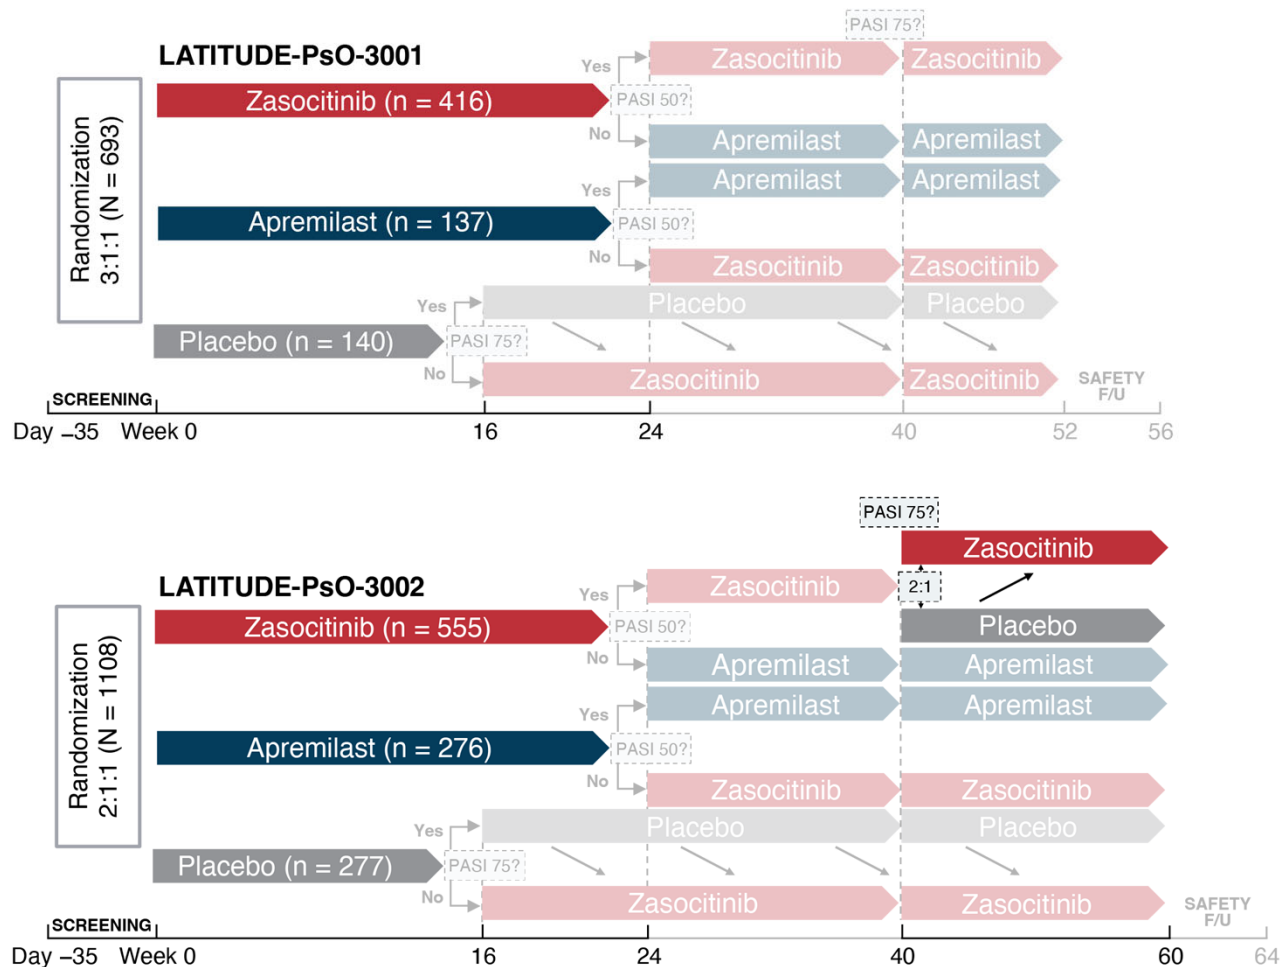 PASI 75?
LATITUDE-PsO-3001
Zasocitinib
Zasocitinib
Yes
Zasocitinib (n = 416)
PASI 50?
No
Apremilast
Apremilast
Randomization
3:1:1 (N = 693)
Yes
Apremilast
Apremilast
Apremilast (n = 137)
PASI 50?
No
Zasocitinib
Zasocitinib
Yes
Placebo
Placebo
Placebo (n = 140)
PASI 75?
No
Zasocitinib
Zasocitinib
SCREENING
SAFETY
F/U
Day –35
Week 0
16
24
40
52
56
PASI 75?
Zasocitinib
LATITUDE-PsO-3002
Yes
Zasocitinib
2:1
Zasocitinib (n = 555)
PASI 50?
Placebo
No
Apremilast
Apremilast
Randomization
2:1:1 (N = 1108)
Yes
Apremilast
Apremilast
Apremilast (n = 276)
PASI 50?
No
Zasocitinib
Zasocitinib
Yes
Placebo
Placebo
Placebo (n = 277)
PASI 75?
No
Zasocitinib
Zasocitinib
SCREENING
SAFETY
F/U
Day –35
Week 0
16
24
40
60
64